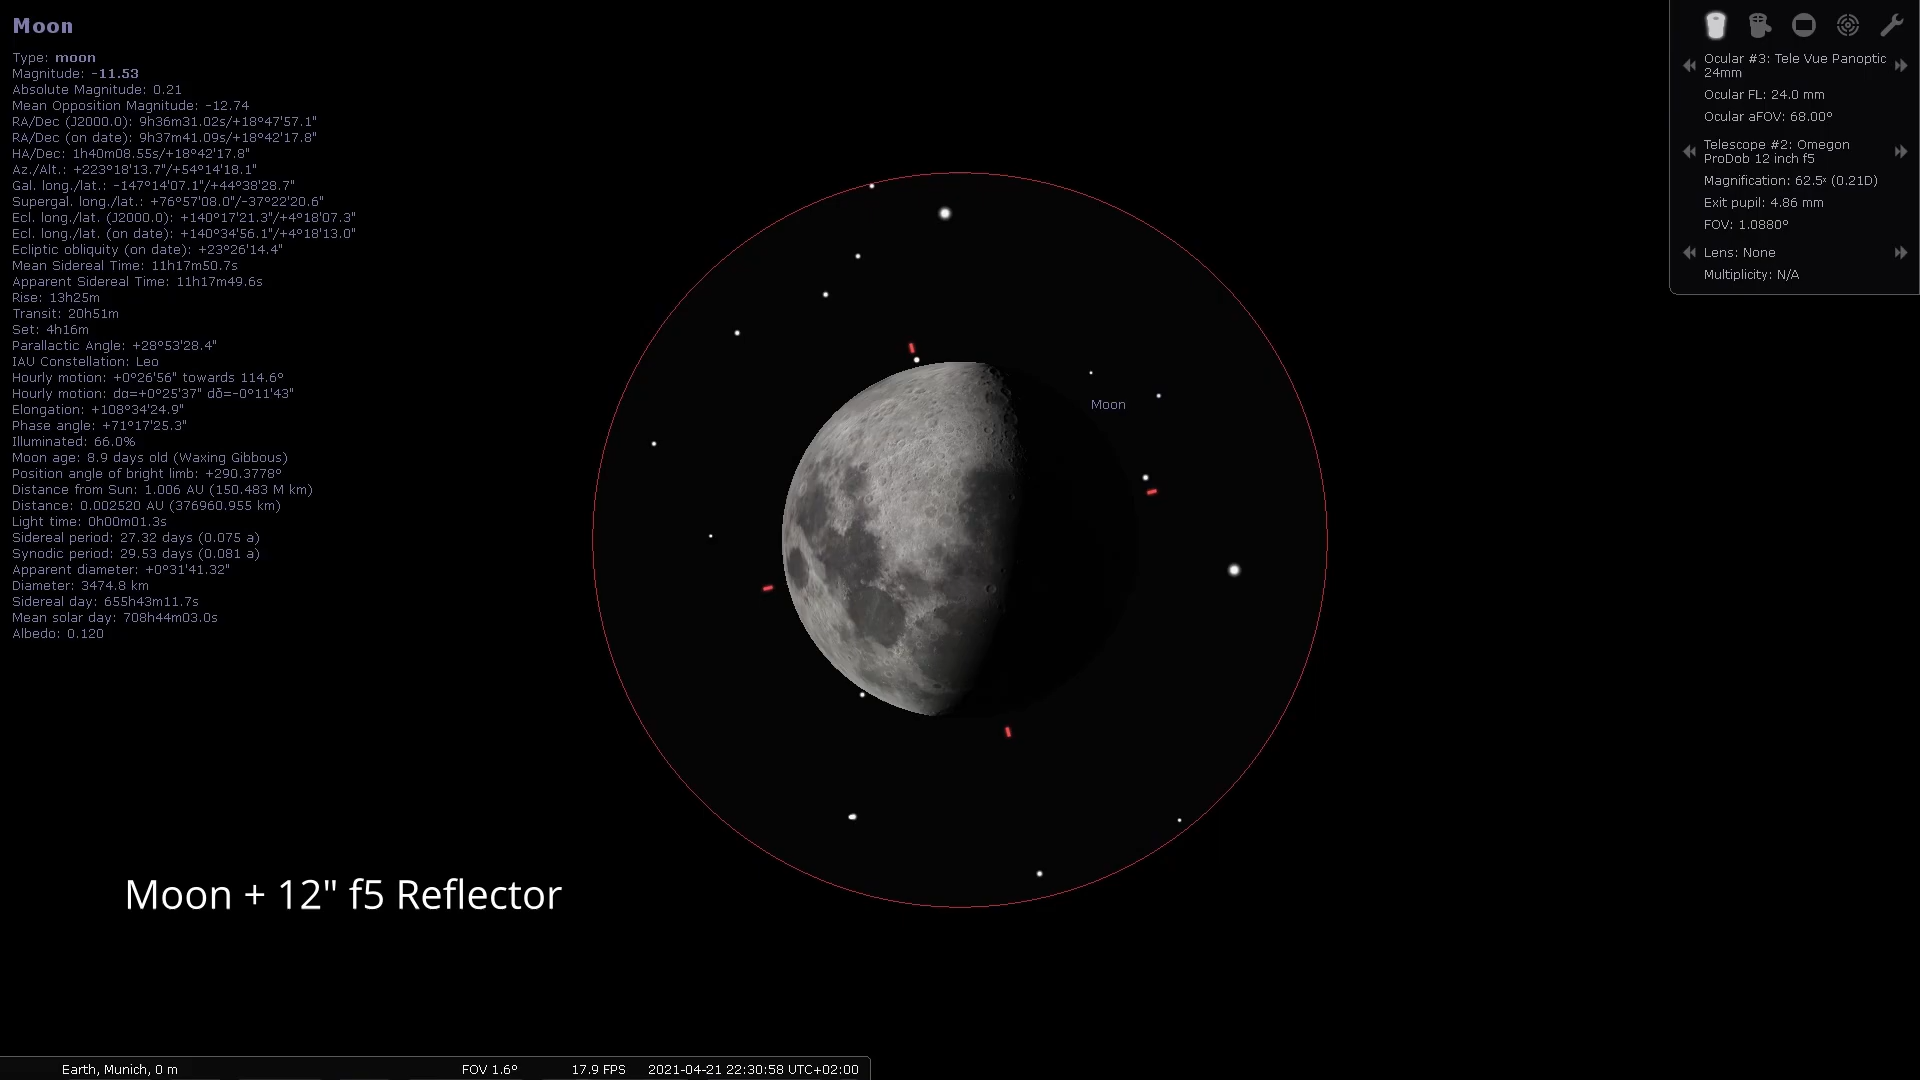 Moon
Type: moon
Magnitude: -11.53
Absolute Magnitude: 0.21
Mean Opposition Magnitude: -12.74
RA/Dec (J2000.0): 9h36m31.02s/+18°47'57.1"
RA/Dec (on date): 9h37m41.09s/+18°42'17.8"
HA/Dec: 1h40m08.55s/+18°42'17.8"
Az./Alt.: +223°18'13.7"/+54°14'18.1"
Gal. long./lat.: -147°14'07.1"/+44°38'28.7"
Supergal. long./lat.: +76°57'08.0"/-37°22'20.6"
Ecl. long./lat. (J2000.0): +140°17'21.3"/+4°18'07.3"
Ecl. long./lat. (on date): +140°34'56.1"/+4°18'13.0"
Ecliptic obliquity (on date): +23°26'14.4"
Mean Sidereal Time: 11h17m50.7s
Apparent Sidereal Time: 11h17m49.6s
Rise: 13h25m
Transit: 20h51m
Set: 4h16m
Parallactic Angle: +28°53'28.4"
IAU Constellation: Leo
Hourly motion: +0°26'56" towards 114.6°
Hourly motion: dα=+0°25'37" dδ=-0°11'43"
Elongation: +108°34'24.9"
Phase angle: +71°17'25.3"
Illuminated: 66.0%
Moon age: 8.9 days old (Waxing Gibbous)
Position angle of bright limb: +290.3778°
Distance from Sun: 1.006 AU (150.483 M km)
Distance: 0.002520 AU (376960.955 km)
Light time: 0h00m01.3s
Sidereal period: 27.32 days (0.075 a)
Synodic period: 29.53 days (0.081 a)
Apparent diameter: +0°31'41.32"
Diameter: 3474.8 km
Sidereal day: 655h43m11.7s
Mean solar day: 708h44m03.0s
Albedo: 0.120
Ocular #3: Tele Vue Panoptic
24mm
Ocular FL: 24.0 mm
Ocular aFOV: 68.00°
Telescope #2: Omegon
ProDob 12 inch f5
Magnification: 62.5ˣ (0.21D)
Exit pupil: 4.86 mm
FOV: 1.0880°
Lens: None
Multiplicity: N/A
Moon
Moon + 12" f5 Reflector
Earth, Munich, 0 m FOV 1.6° 17.9 FPS 2021-04-21 22:30:58 UTC+02:00